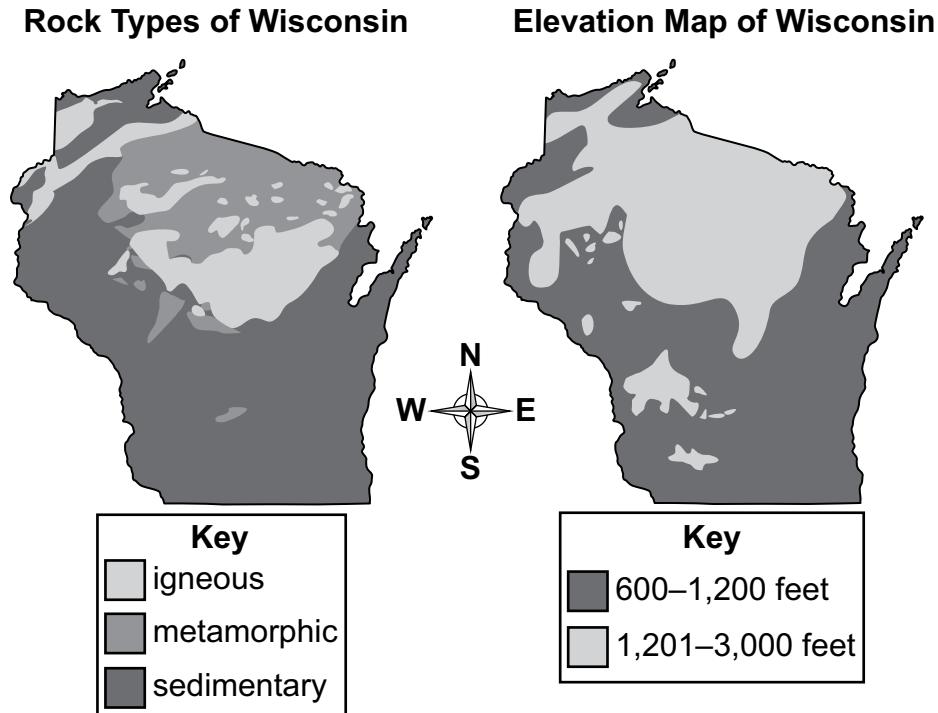 Rock Types of Wisconsin
Elevation Map of Wisconsin
N
W E
S
Key
igneous
metamorphic
sedimentary
Key
600–1,200 feet
1,201–3,000 feet